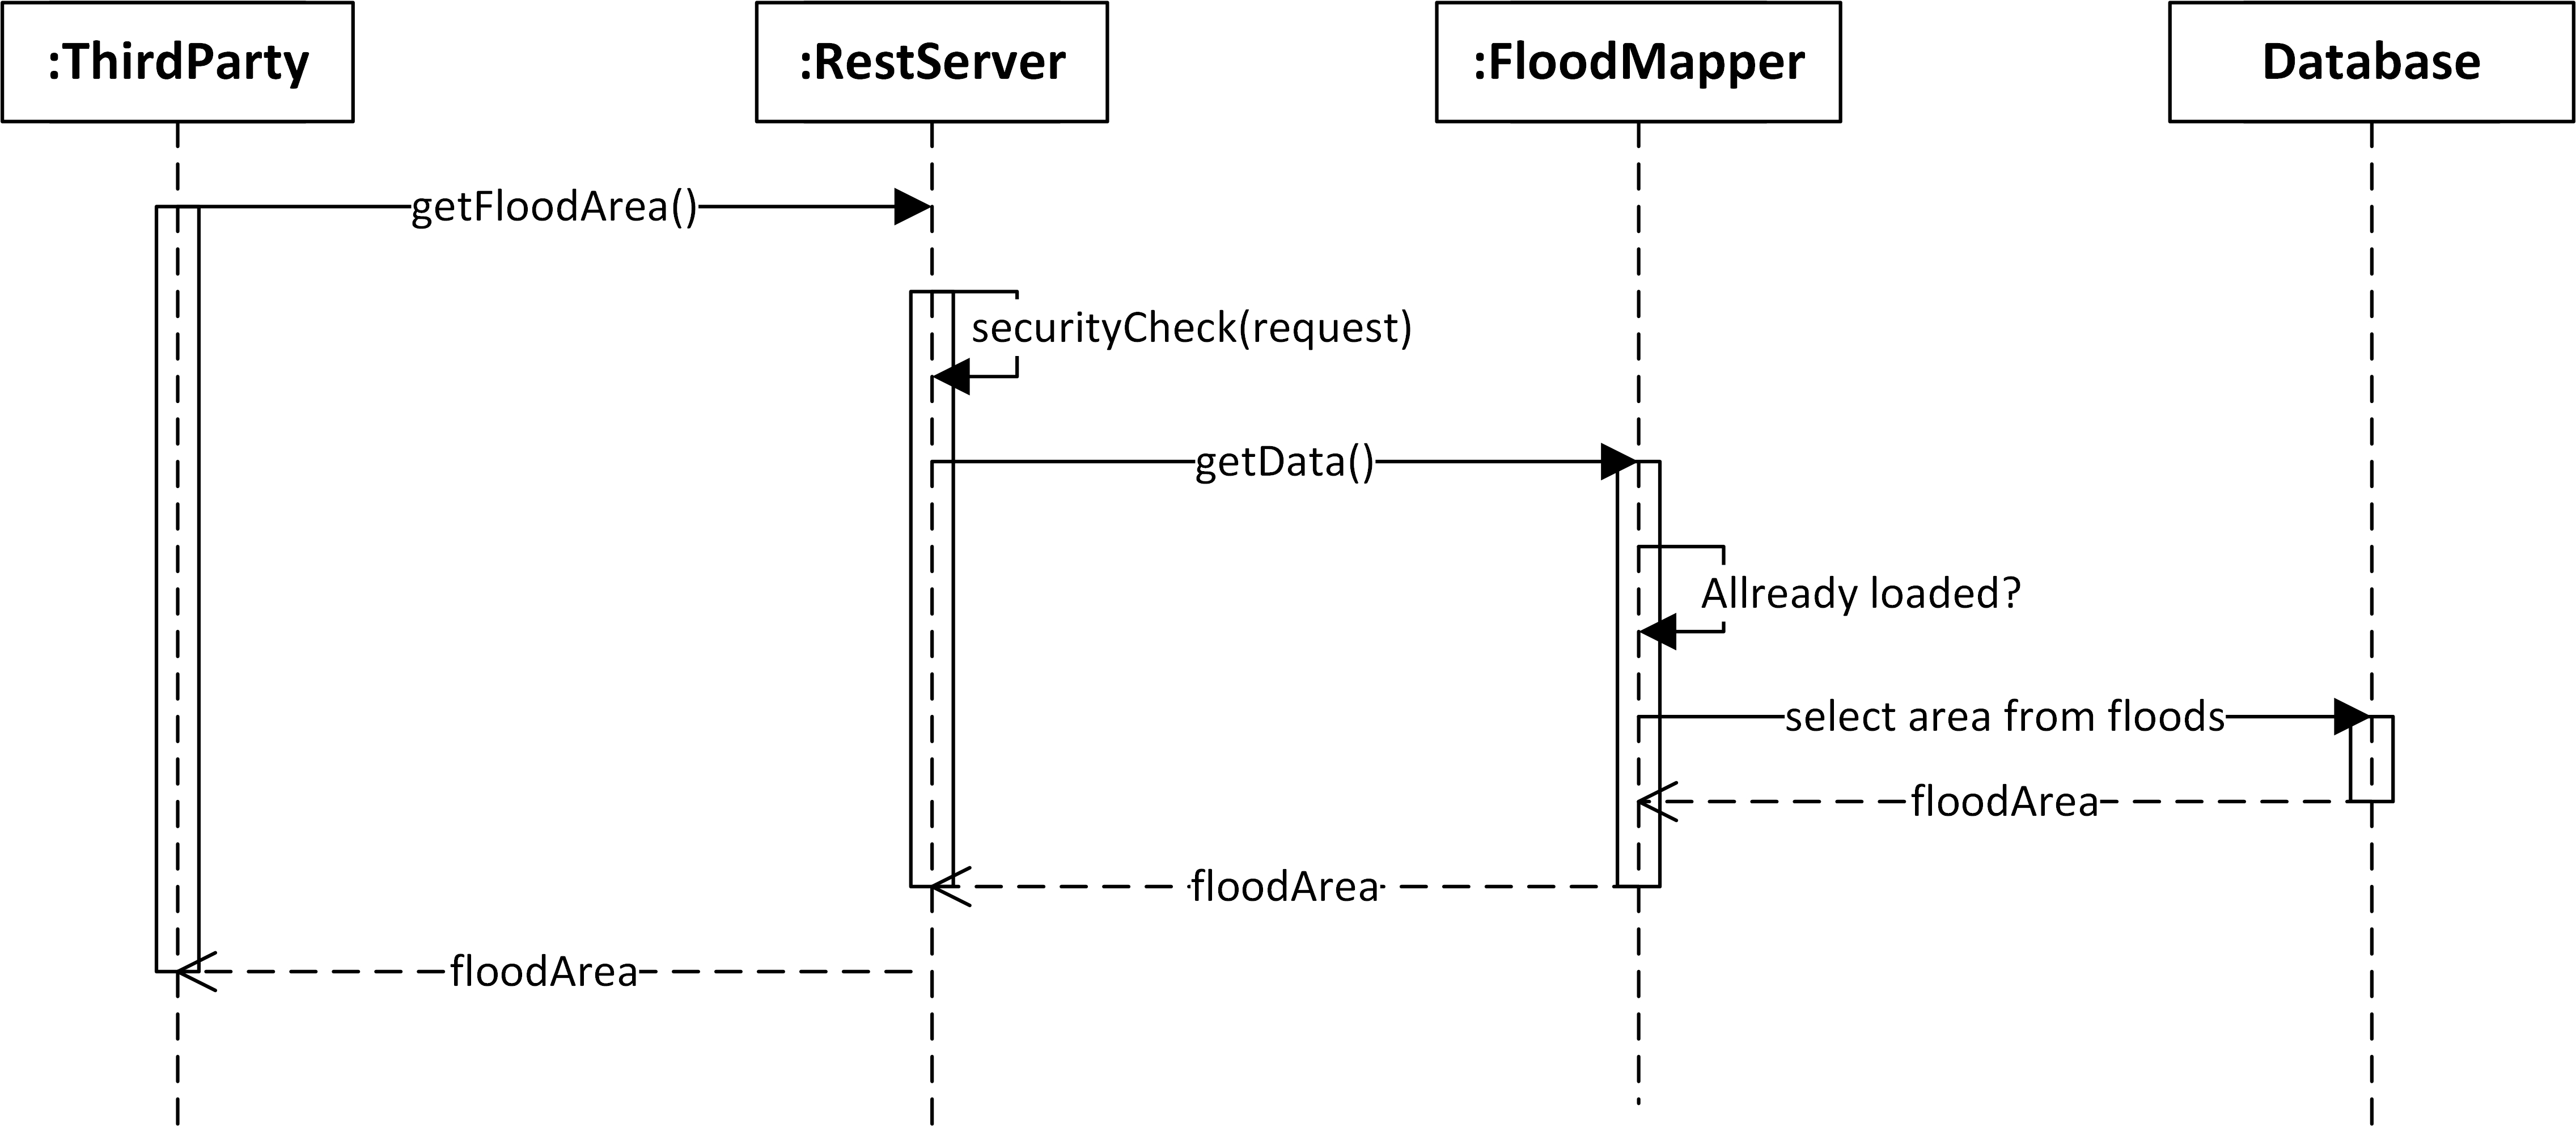 :ThirdParty
:RestServer
:FloodMapper
Database
getFloodArea()
securityCheck(request)
getData()
Allready loaded?
select area from floods
floodArea
floodArea
floodArea